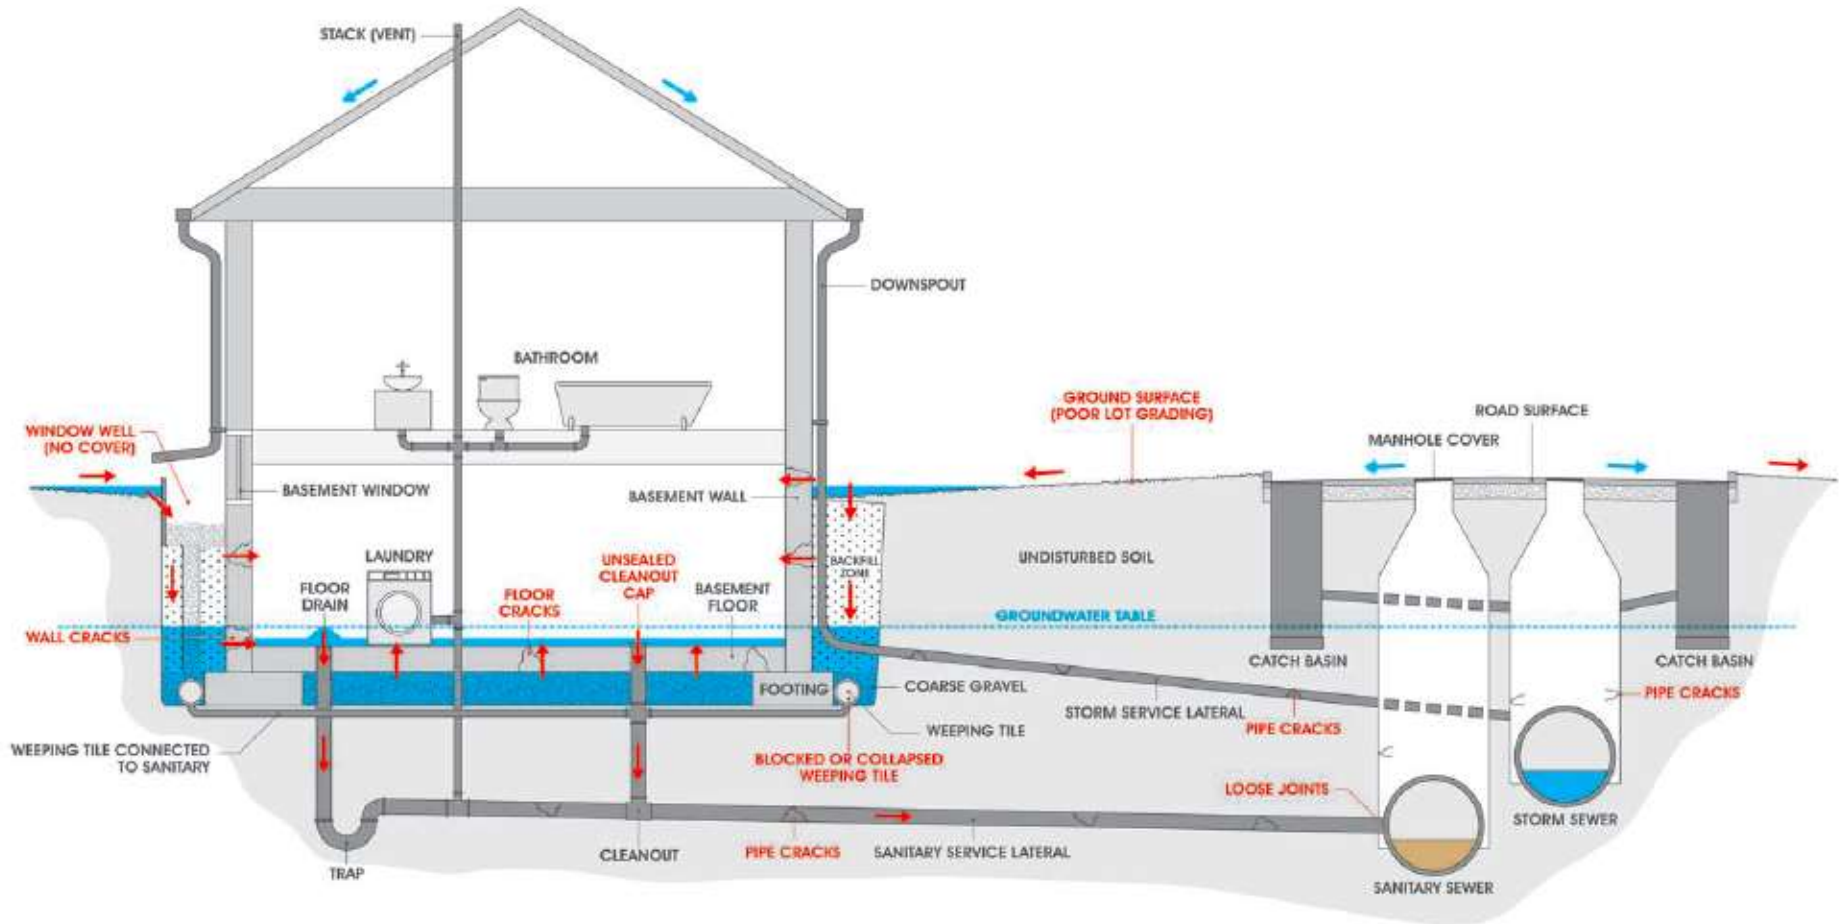 STACK (VENT)
DOWNSPOUT
BATHROOM
WINDOW WELL
(NO COVER)
GROUND SURFACE
(POOR LOT GRADING)
ROAD SURFACE
MANHOLE COVER
BASEMENT WINDOW
BASEMENT WALL
LAUNDRY
UNSEALED
CLEANOUT
CAP
BACKFILL
ZONE
UNDISTURBED SOIL
FLOOR
DRAIN
FLOOR
CRACKS
BASEMENT
FLOOR
GROUNDWATER TABLE
WALL CRACKS
CATCH BASIN
CATCH BASIN
FOOTING
COARSE GRAVEL
STORM SERVICE LATERAL
PIPE CRACKS
PIPE CRACKS
WEEPING TILE
WEEPING TILE CONNECTED
TO SANITARY
BLOCKED OR COLLAPSED
WEEPING TILE
LOOSE JOINTS
STORM SEWER
CLEANOUT
PIPE CRACKS
SANITARY SERVICE LATERAL
TRAP
SANITARY SEWER